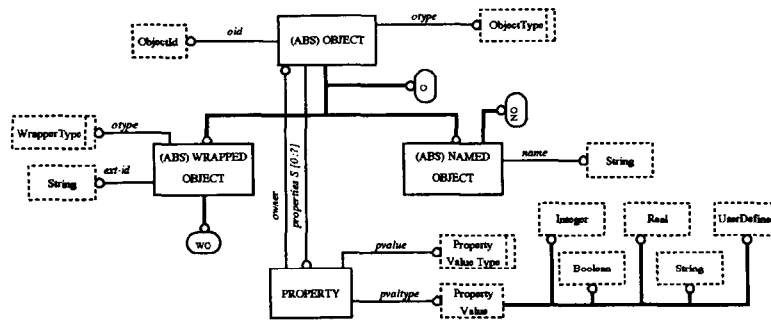 otype
oid
(ABS) OBJECT
ObjectType
ObjectId
O
NO
WrapperType
otype
(ABS) WRAPPED
OBJECT
(ABS) NAMED
OBJECT
name
String
String
ext-id
owner
properties S [0:?]
WO
Integer
Real
UserDefined
pvalue
Property
Value Type
Boolean
String
PROPERTY
pvaltype
Property
Value